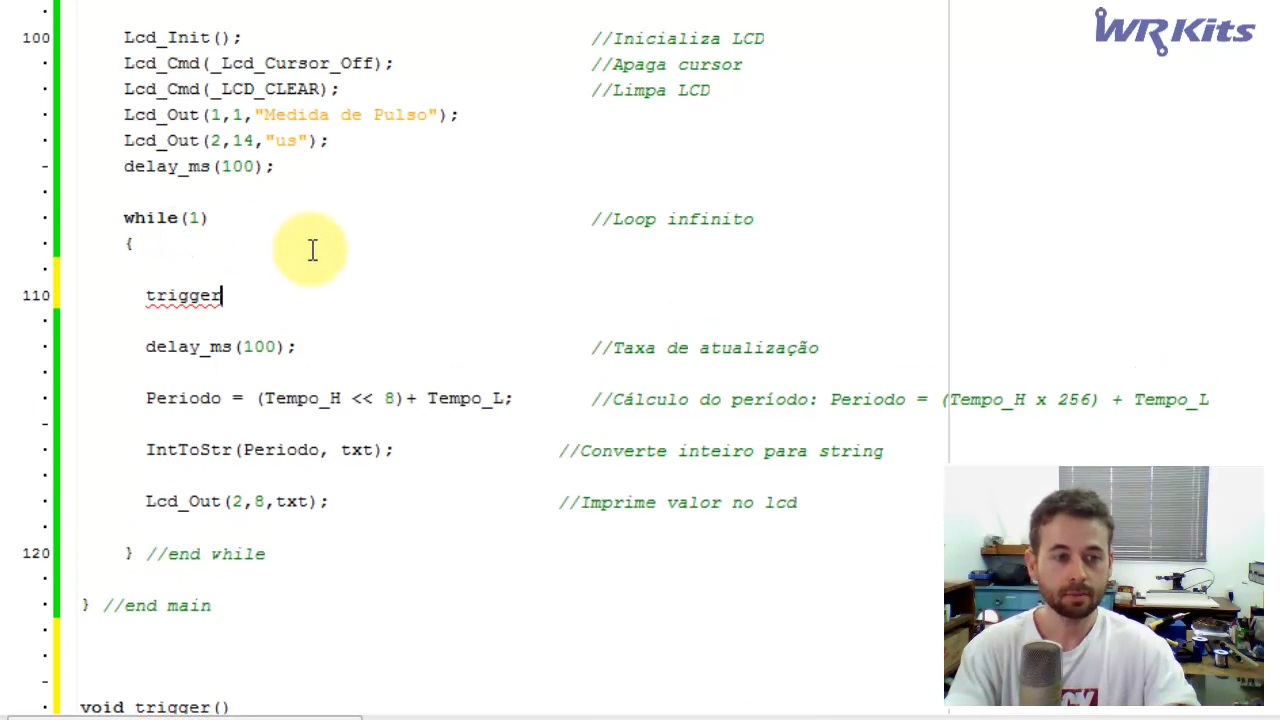 WR Kits
100 Lcd_Init(); //Inicializa LCD
Lcd_Cmd(_Lcd_Cursor_Off); //Apaga cursor
Lcd_Cmd(_LCD_CLEAR); //Limpa LCD
Lcd_Out(1,1,"Medida de Pulso");
Lcd_Out(2,14,"us");
delay_ms(100);
while(1) //Loop infinito
{
110 trigger
delay_ms(100); //Taxa de atualização
Periodo = (Tempo_H << 8)+ Tempo_L; //Cálculo do período: Periodo = (Tempo_H x 256) + Tempo_L
IntToStr(Periodo, txt); //Converte inteiro para string
Lcd_Out(2,8,txt); //Imprime valor no lcd
120 } //end while
} //end main
void trigger()